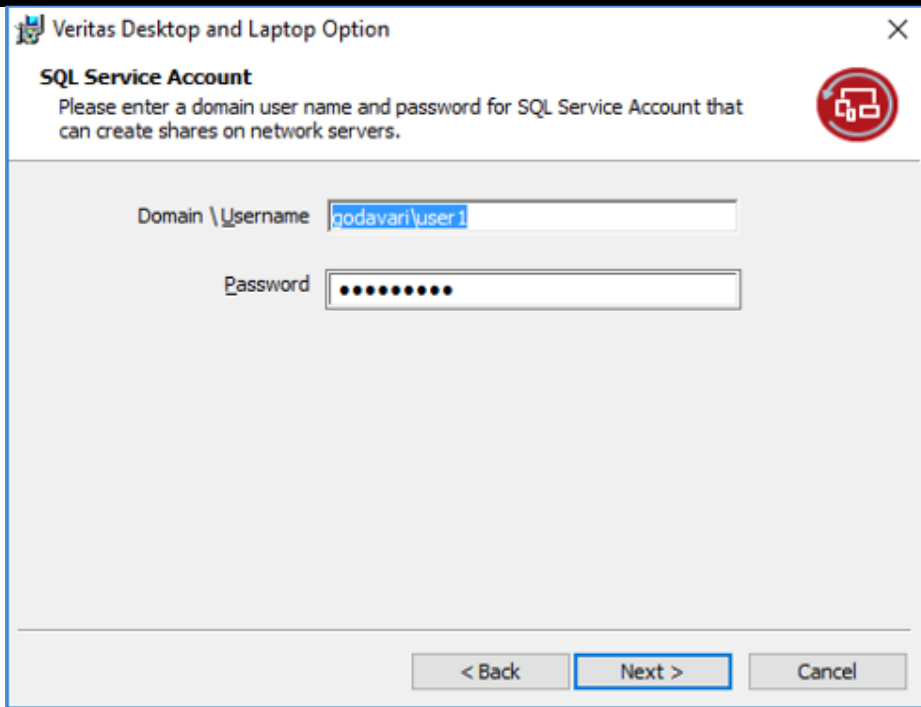 Veritas Desktop and Laptop Option
SQL Service Account
Please enter a domain user name and password for SQL Service Account that
can create shares on network servers.
Domain \ Username godavari\user1
Password •••••••••
< Back Next > Cancel